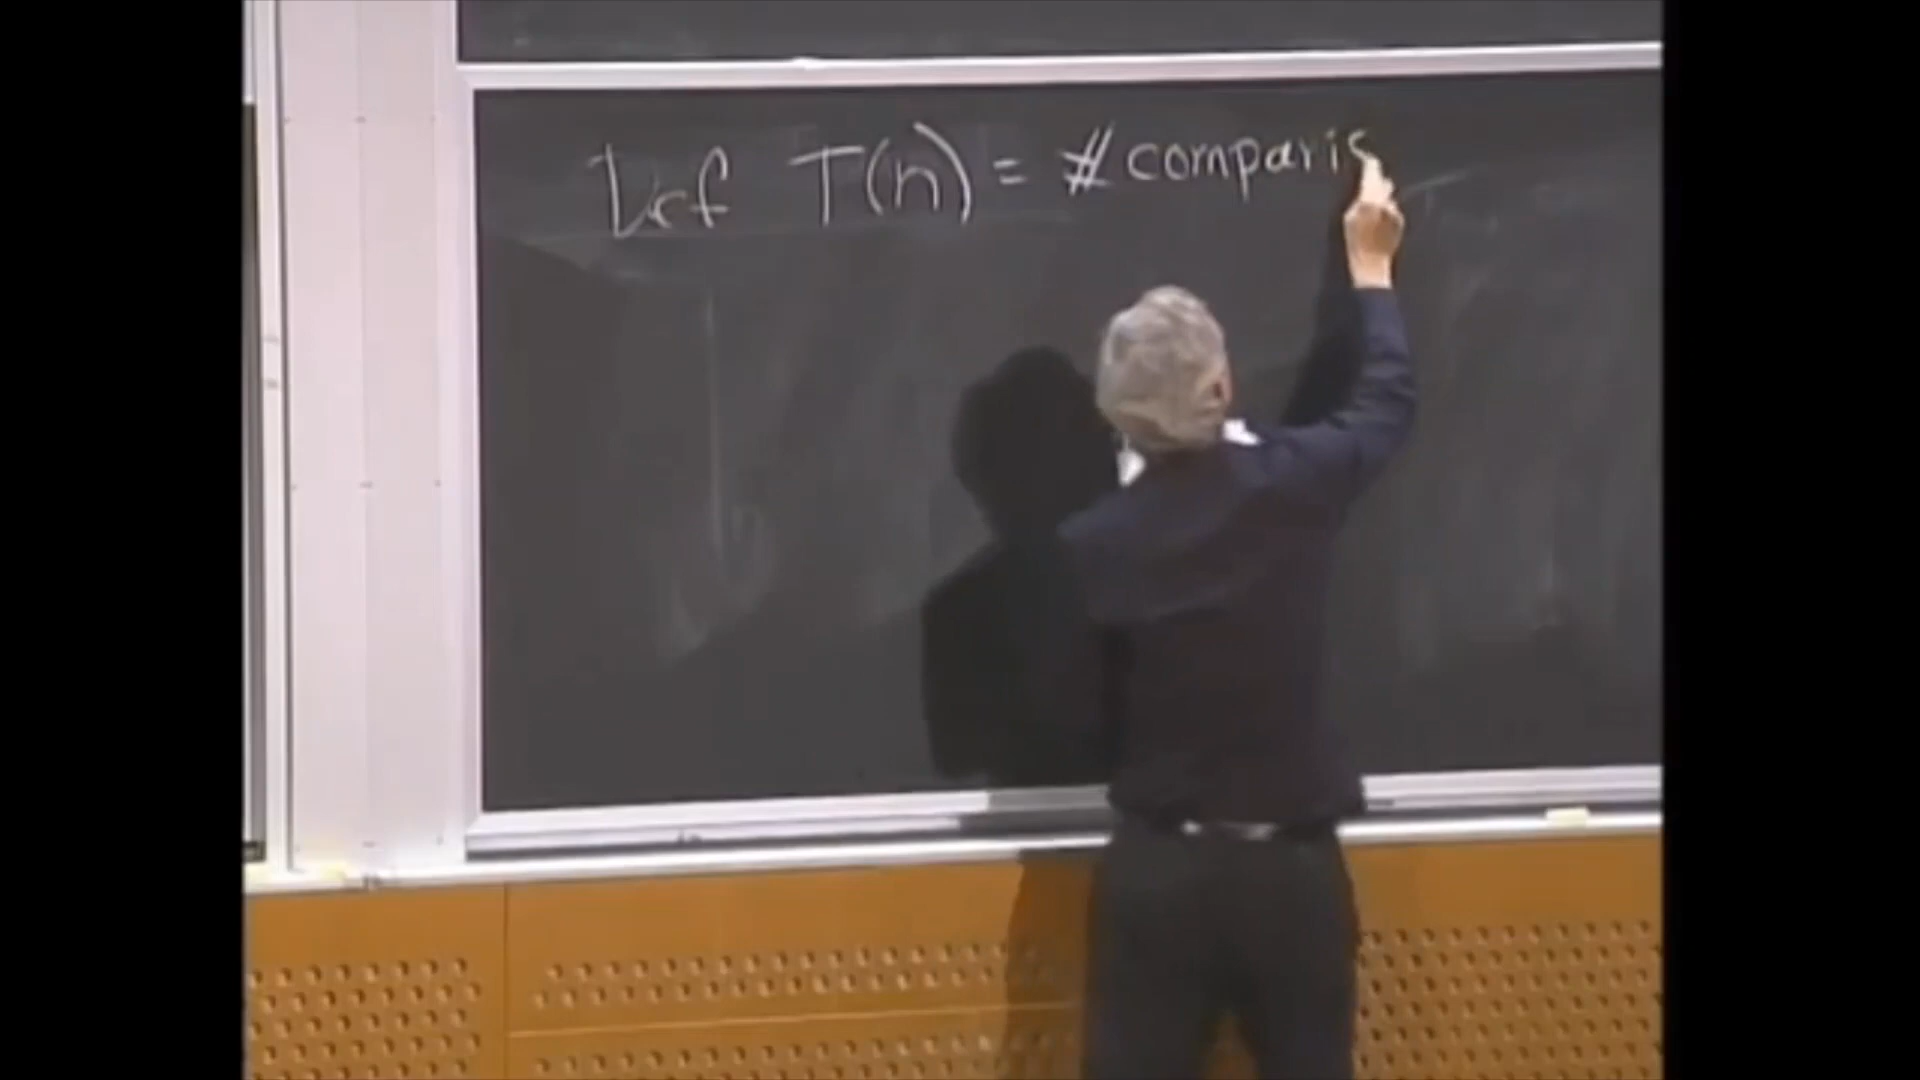 Def T(n) = # comparis